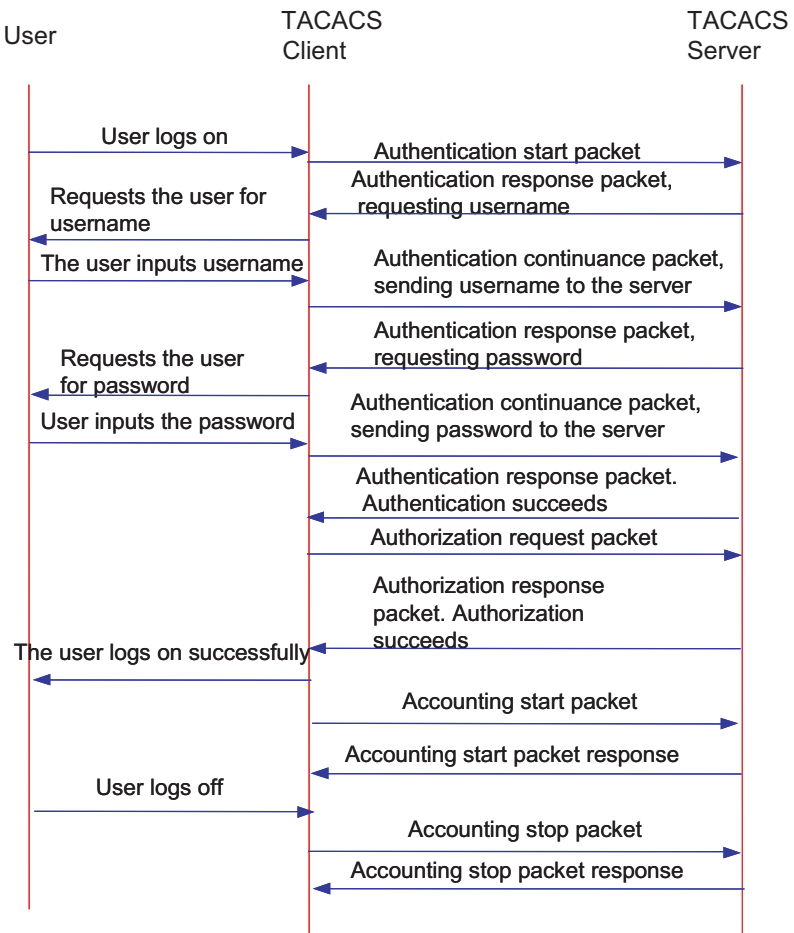 User
TACACS
Client
TACACS
Server
User logs on
Authentication start packet
Authentication response packet,
requesting username
Requests the user for
username
The user inputs username
Authentication continuance packet,
sending username to the server
Authentication response packet,
requesting password
Requests the user
for password
User inputs the password
Authentication continuance packet,
sending password to the server
Authentication response packet.
Authentication succeeds
Authorization request packet
Authorization response
packet. Authorization
succeeds
The user logs on successfully
Accounting start packet
Accounting start packet response
User logs off
Accounting stop packet
Accounting stop packet response